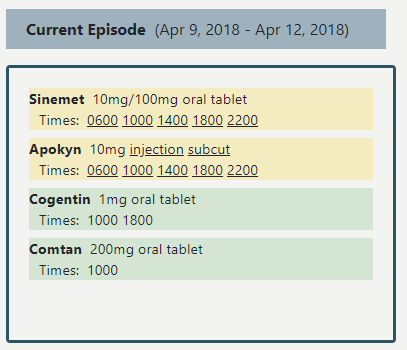 Current Episode (Apr 9, 2018 - Apr 12, 2018)
Sinemet 10mg/100mg oral tablet
Times: 0600 1000 1400 1800 2200
Apokyn 10mg injection subcut
Times: 0600 1000 1400 1800 2200
Cogentin 1mg oral tablet
Times: 1000 1800
Comtan 200mg oral tablet
Times: 1000